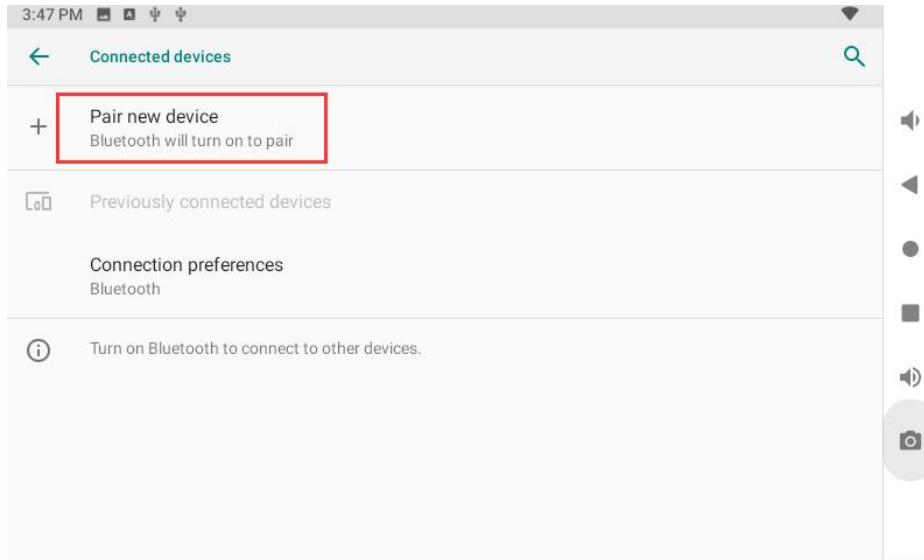 3:47 PM
Connected devices
Pair new device
Bluetooth will turn on to pair
Previously connected devices
Connection preferences
Bluetooth
Turn on Bluetooth to connect to other devices.